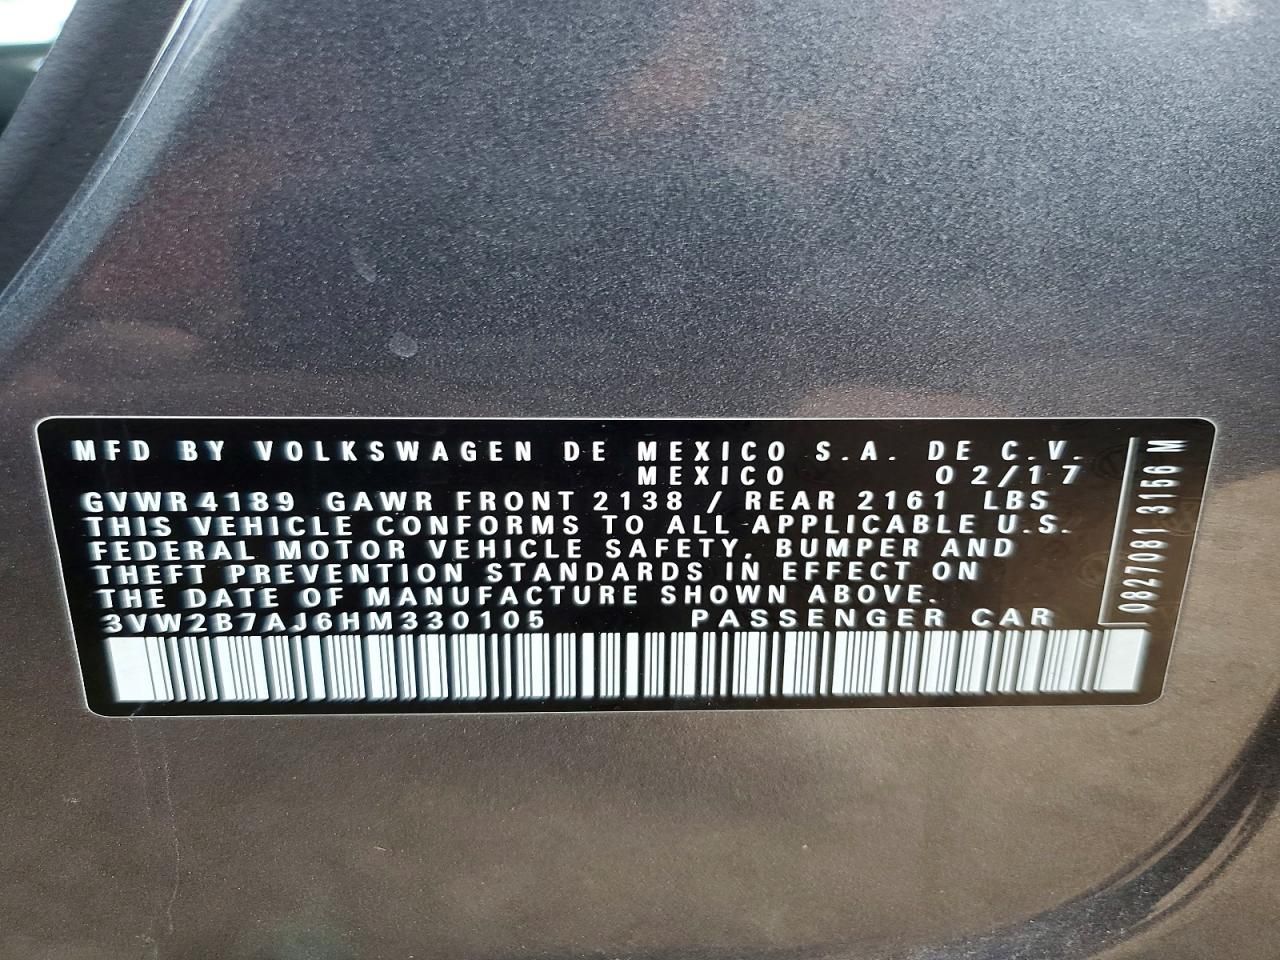 MFD BY VOLKSWAGEN DE MEXICO S.A. DE C.V.
MEXICO 02/17
GVWR 4189 GAWR FRONT 2138 / REAR 2161 LBS
THIS VEHICLE CONFORMS TO ALL APPLICABLE U.S.
FEDERAL MOTOR VEHICLE SAFETY, BUMPER AND
THEFT PREVENTION STANDARDS IN EFFECT ON
THE DATE OF MANUFACTURE SHOWN ABOVE.
3VW2B7AJ6HM330105 PASSENGER CAR
0827081 3156 M